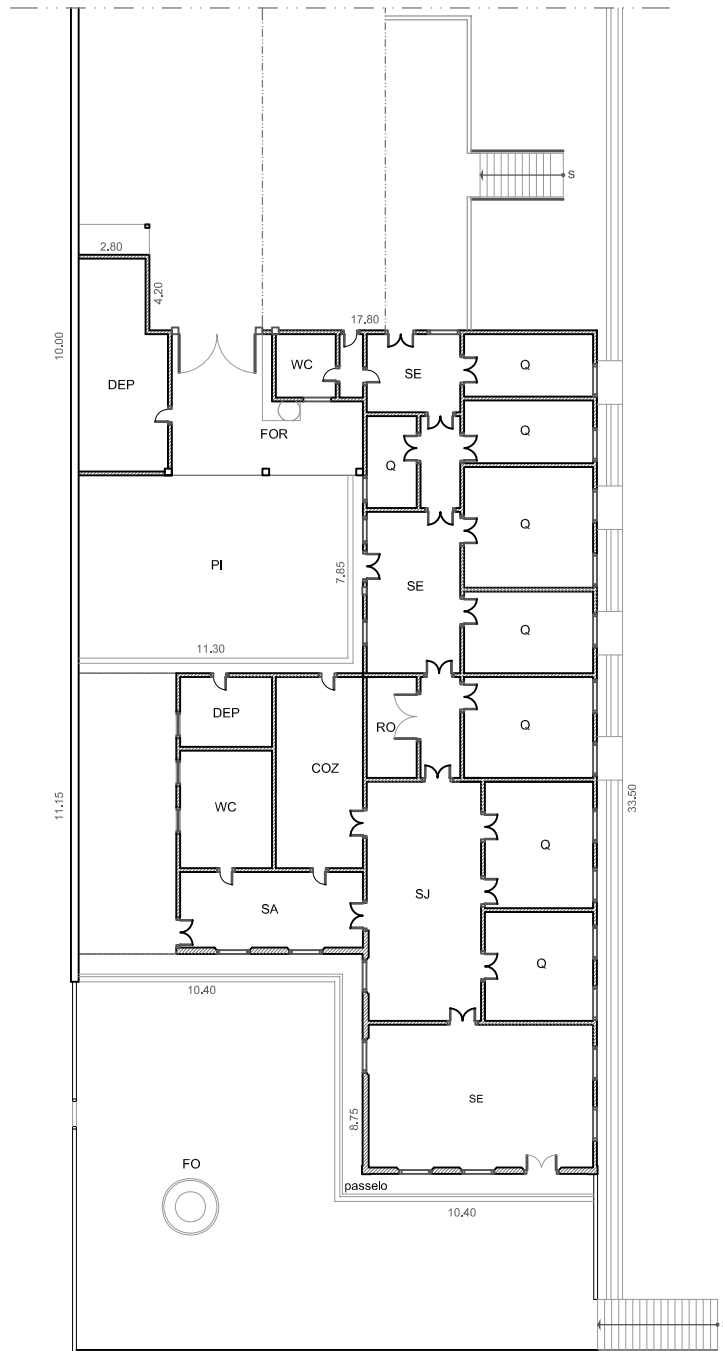 S
2.80
4.20
17.80
10.00
WC
SE
Q
DEP
FOR
Q
Q
Q
PI
7.85
SE
Q
11.30
DEP
RO
Q
COZ
11.15
WC
33.50
Q
SJ
SA
Q
10.40
SE
8.75
FO
passeio
10.40